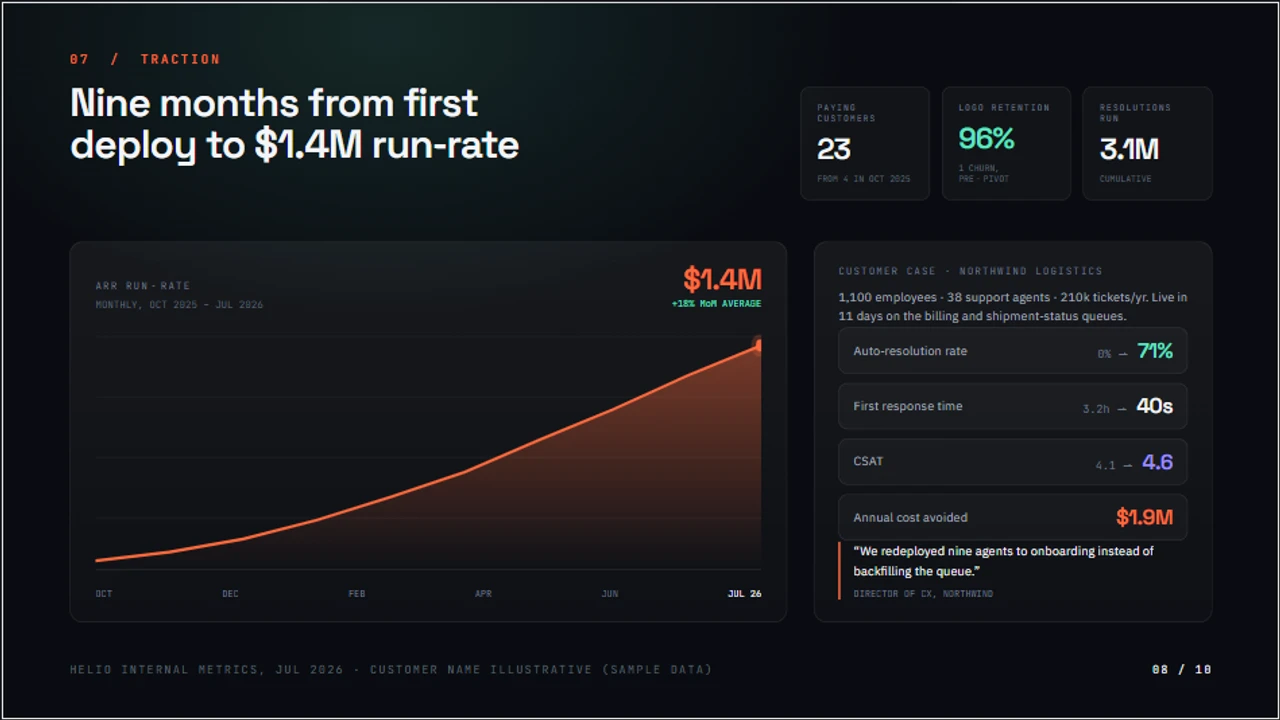 07 / TRACTION
Nine months from first
deploy to $1.4M run-rate
PAYING
CUSTOMERS
23
FROM 4 IN OCT 2025
LOGO RETENTION
96%
1 CHURN,
PRE-PIVOT
RESOLUTIONS
RUN
3.1M
CUMULATIVE
ARR RUN-RATE
MONTHLY, OCT 2025 – JUL 2026
$1.4M
+18% MoM AVERAGE
OCT DEC FEB APR JUN JUL 26
CUSTOMER CASE · NORTHWIND LOGISTICS
1,100 employees · 38 support agents · 210k tickets/yr. Live in
11 days on the billing and shipment-status queues.
Auto-resolution rate 0% → 71%
First response time 3.2h → 40s
CSAT 4.1 → 4.6
Annual cost avoided $1.9M
“We redeployed nine agents to onboarding instead of
backfilling the queue.”
DIRECTOR OF CX, NORTHWIND
HELIO INTERNAL METRICS, JUL 2026 · CUSTOMER NAME ILLUSTRATIVE (SAMPLE DATA)
08 / 10